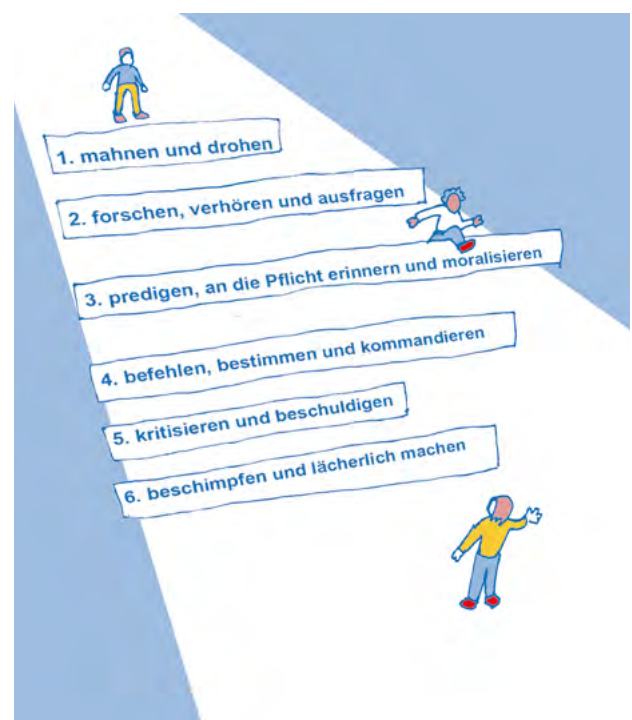 1. mahnen und drohen
2. forschen, verhören und ausfragen
3. predigen, an die Pflicht erinnern und moralisieren
4. befehlen, bestimmen und kommandieren
5. kritisieren und beschuldigen
6. beschimpfen und lächerlich machen